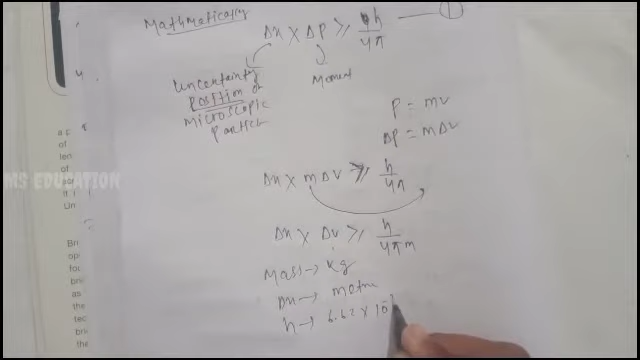 Mathematicaly
Δx × Δp ≥ h/4π — ①
Uncertainty Moment
position of
microscopic
particle
P = mv
Δp = mΔv
MS EDUCATION
Δx × mΔv ≥ h/4π
Δx × Δv ≥ h/4πm
Mass → kg
Δx → metre
h → 6.62 × 10